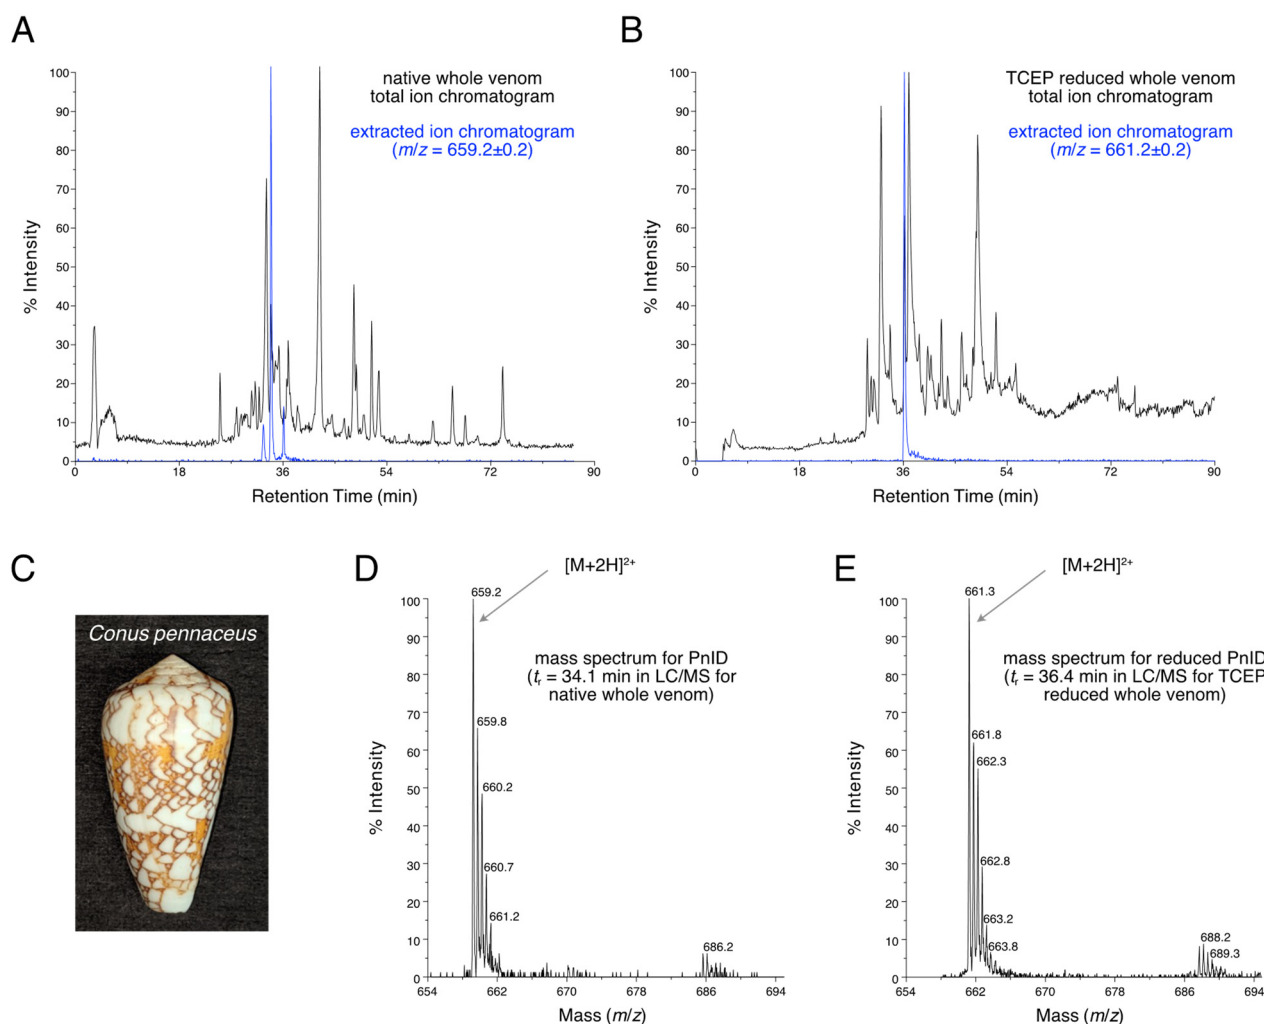 A
native whole venom
total ion chromatogram
extracted ion chromatogram
(m/z = 659.2±0.2)
100
90
80
70
60
50
40
30
20
10
0
% Intensity
0 18 36 54 72 90
Retention Time (min)
B
TCEP reduced whole venom
total ion chromatogram
extracted ion chromatogram
(m/z = 661.2±0.2)
100
90
80
70
60
50
40
30
20
10
0
% Intensity
0 18 36 54 72 90
Retention Time (min)
C
Conus pennaceus
D
[M+2H]²⁺
659.2
mass spectrum for PnID
(tᵣ = 34.1 min in LC/MS for
native whole venom)
659.8
660.2
660.7
661.2
686.2
100
90
80
70
60
50
40
30
20
10
0
% Intensity
654 662 670 678 686 694
Mass (m/z)
E
[M+2H]²⁺
661.3
mass spectrum for reduced PnID
(tᵣ = 36.4 min in LC/MS for TCEP
reduced whole venom)
661.8
662.3
662.8
663.2
663.8
688.2
689.3
100
90
80
70
60
50
40
30
20
10
0
% Intensity
654 662 670 678 686 694
Mass (m/z)